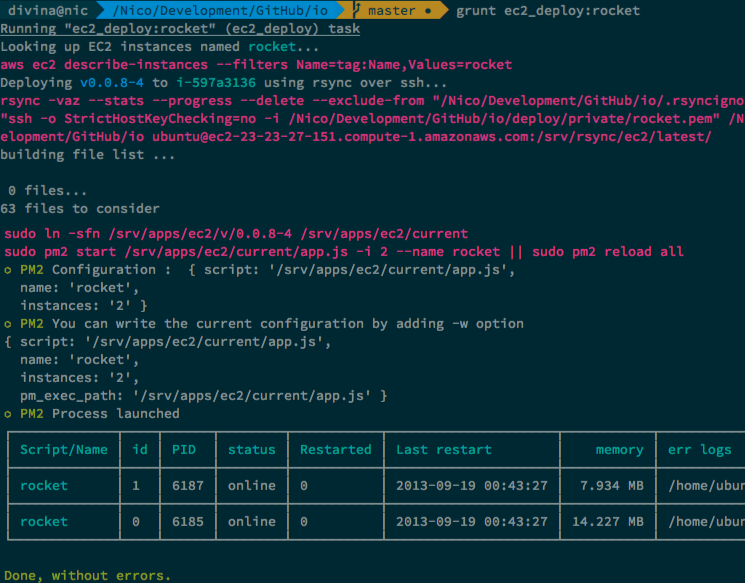 divina@nic /Nico/Development/GitHub/io master ● grunt ec2_deploy:rocket
Running "ec2_deploy:rocket" (ec2_deploy) task
Looking up EC2 instances named rocket...
aws ec2 describe-instances --filters Name=tag:Name,Values=rocket
Deploying v0.0.8-4 to i-597a3136 using rsync over ssh...
rsync -vaz --stats --progress --delete --exclude-from "/Nico/Development/GitHub/io/.rsyncigno
"ssh -o StrictHostKeyChecking=no -i /Nico/Development/GitHub/io/deploy/private/rocket.pem" /N
elopment/GitHub/io ubuntu@ec2-23-23-27-151.compute-1.amazonaws.com:/srv/rsync/ec2/latest/
building file list ...
0 files...
63 files to consider
sudo ln -sfn /srv/apps/ec2/v/0.0.8-4 /srv/apps/ec2/current
sudo pm2 start /srv/apps/ec2/current/app.js -i 2 --name rocket || sudo pm2 reload all
PM2 Configuration :  { script: '/srv/apps/ec2/current/app.js',
name: 'rocket',
instances: '2' }
PM2 You can write the current configuration by adding -w option
{ script: '/srv/apps/ec2/current/app.js',
name: 'rocket',
instances: '2',
pm_exec_path: '/srv/apps/ec2/current/app.js' }
PM2 Process launched
Script/Name id PID status Restarted Last restart memory err logs
rocket 1 6187 online 0 2013-09-19 00:43:27 7.934 MB /home/ubun
rocket 0 6185 online 0 2013-09-19 00:43:27 14.227 MB /home/ubun
Done, without errors.